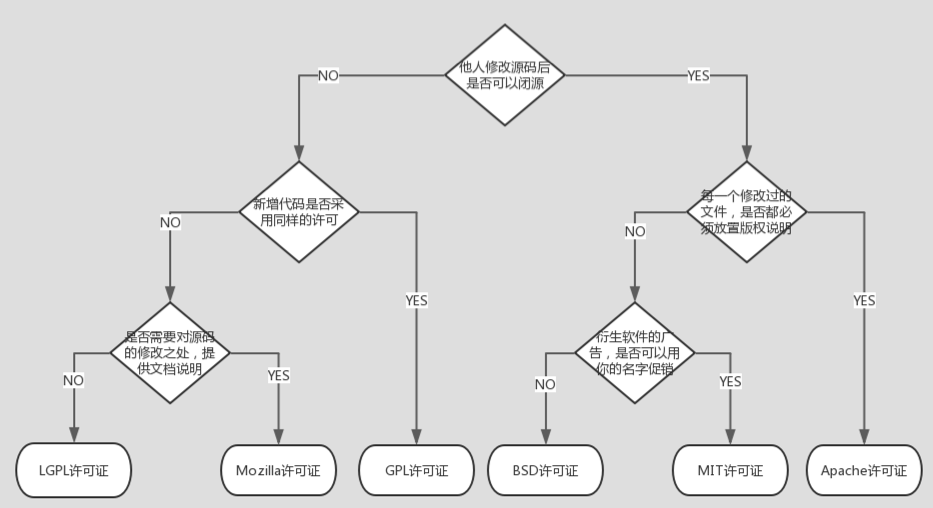 他人修改源码后
是否可以闭源
NO
YES
新增代码是否采
用同样的许可
每一个修改过的
文件，是否都必
须放置版权说明
NO
YES
NO
YES
是否需要对源码
的修改之处，提
供文档说明
衍生软件的广
告，是否可以用
你的名字促销
NO
YES
NO
YES
LGPL许可证
Mozilla许可证
GPL许可证
BSD许可证
MIT许可证
Apache许可证